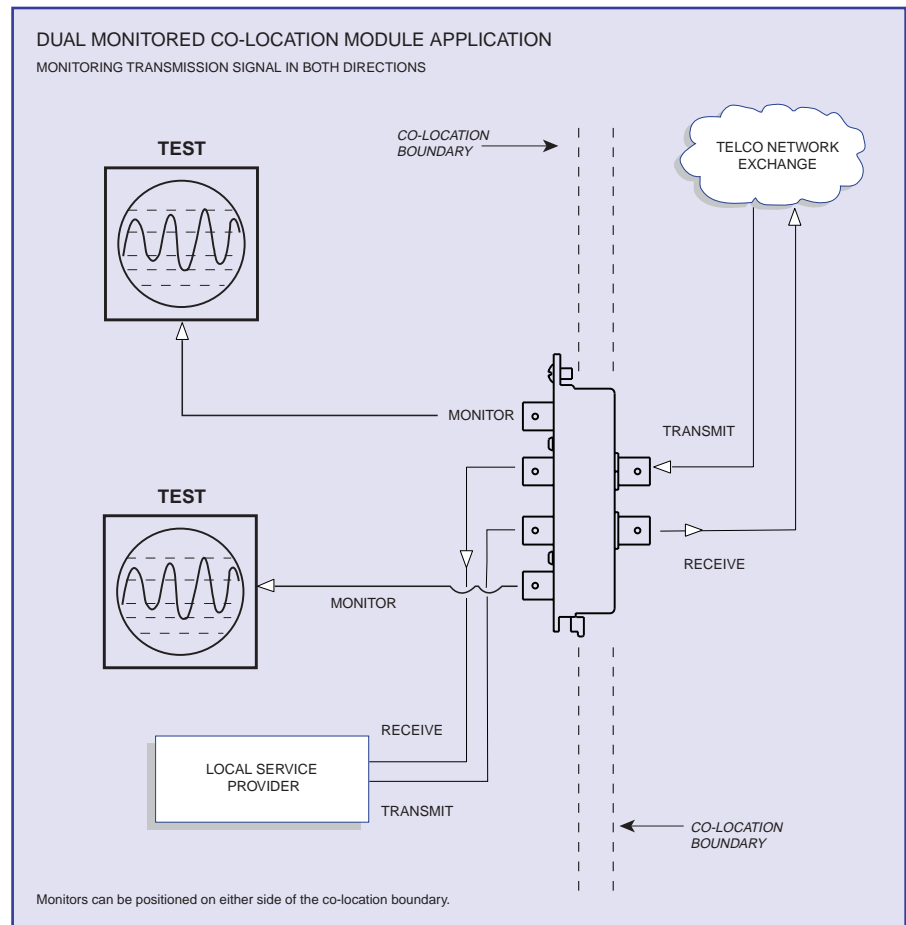 DUAL MONITORED CO-LOCATION MODULE APPLICATION
MONITORING TRANSMISSION SIGNAL IN BOTH DIRECTIONS
CO-LOCATION
BOUNDARY
TELCO NETWORK
EXCHANGE
TEST
MONITOR
TRANSMIT
TEST
RECEIVE
MONITOR
RECEIVE
LOCAL SERVICE
PROVIDER
TRANSMIT
CO-LOCATION
BOUNDARY
Monitors can be positioned on either side of the co-location boundary.